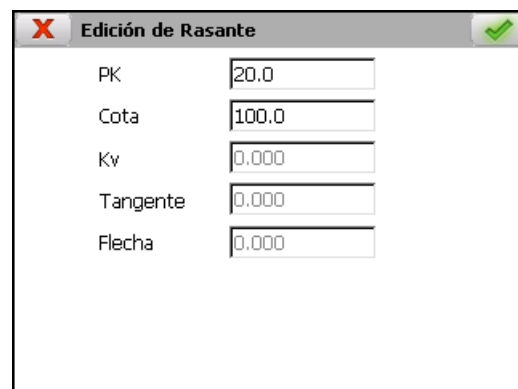 Edición de Rasante
PK 20.0
Cota 100.0
Kv 0.000
Tangente 0.000
Flecha 0.000